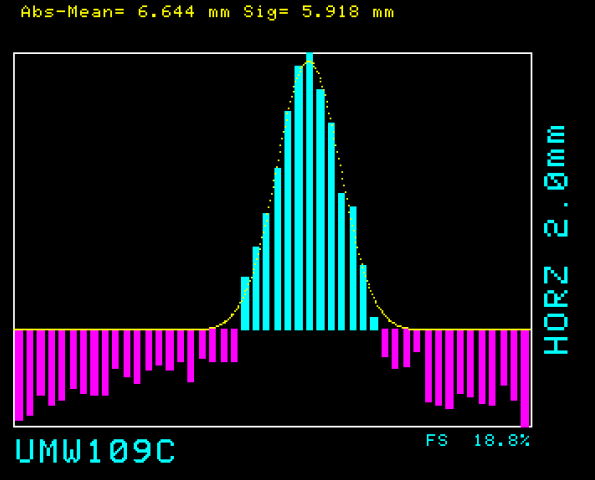 Abs-Mean= 6.644 mm Sig= 5.918 mm
HORZ 2.0mm
FS 18.8%
UMW109C